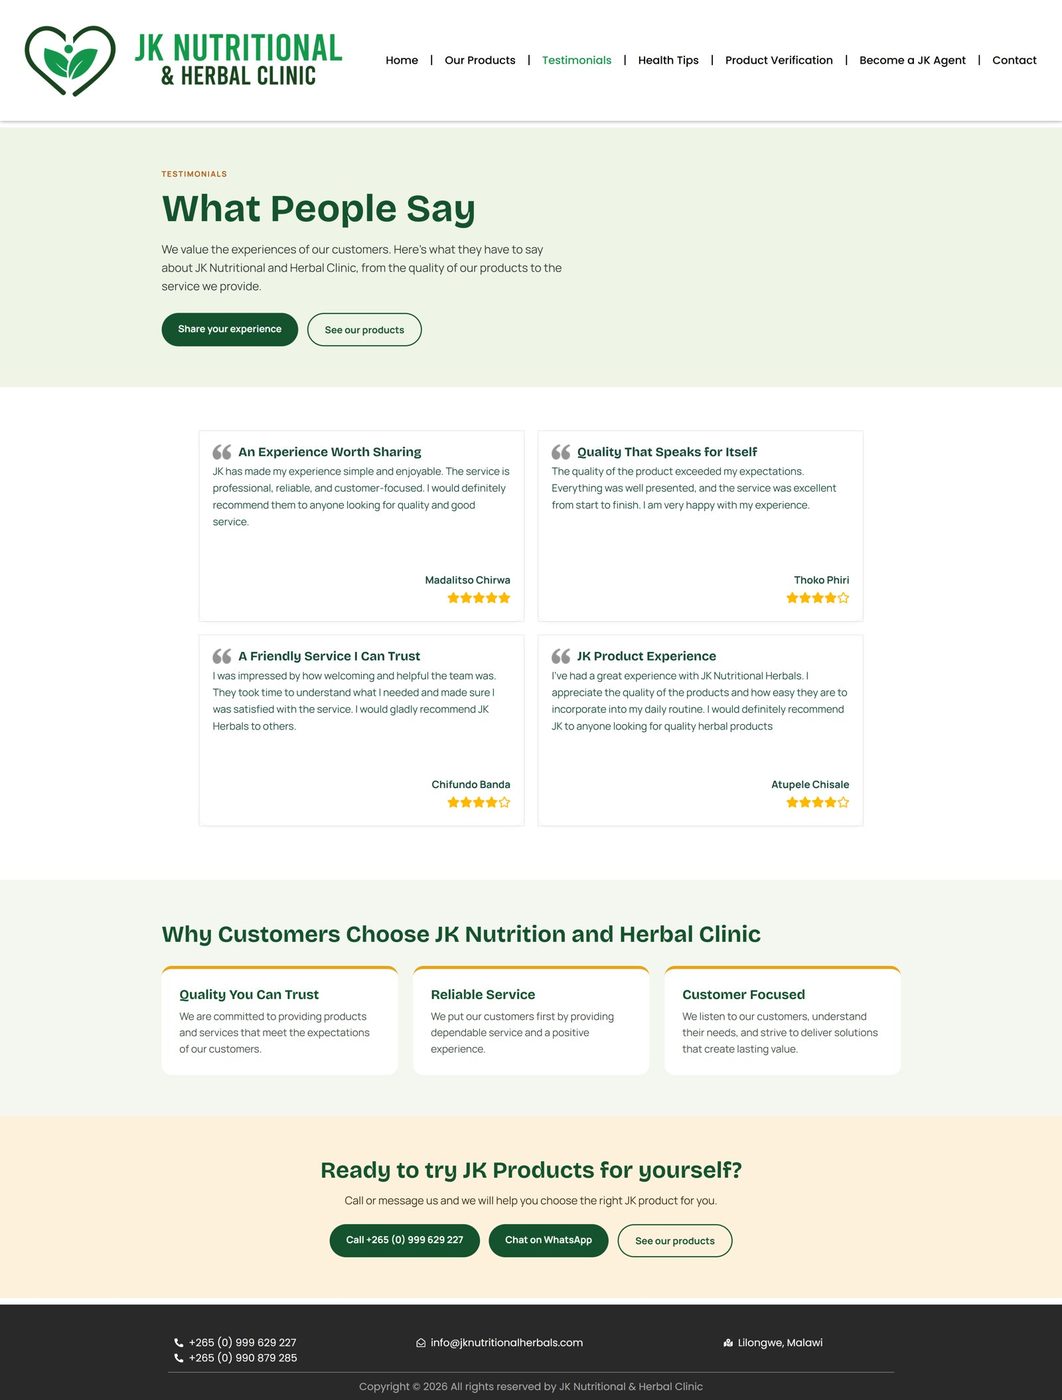 JK NUTRITIONAL
& HERBAL CLINIC
Home | Our Products | Testimonials | Health Tips | Product Verification | Become a JK Agent | Contact
TESTIMONIALS
What People Say
We value the experiences of our customers. Here's what they have to say
about JK Nutritional and Herbal Clinic, from the quality of our products to the
service we provide.
Share your experience
See our products
An Experience Worth Sharing
JK has made my experience simple and enjoyable. The service is
professional, reliable, and customer-focused. I would definitely
recommend them to anyone looking for quality and good
service.
Madalitso Chirwa
Quality That Speaks for Itself
The quality of the product exceeded my expectations.
Everything was well presented, and the service was excellent
from start to finish. I am very happy with my experience.
Thoko Phiri
A Friendly Service I Can Trust
I was impressed by how welcoming and helpful the team was.
They took time to understand what I needed and made sure I
was satisfied with the service. I would gladly recommend JK
Herbals to others.
Chifundo Banda
JK Product Experience
I've had a great experience with JK Nutritional Herbals. I
appreciate the quality of the products and how easy they are to
incorporate into my daily routine. I would definitely recommend
JK to anyone looking for quality herbal products
Atupele Chisale
Why Customers Choose JK Nutrition and Herbal Clinic
Quality You Can Trust
We are committed to providing products
and services that meet the expectations
of our customers.
Reliable Service
We put our customers first by providing
dependable service and a positive
experience.
Customer Focused
We listen to our customers, understand
their needs, and strive to deliver solutions
that create lasting value.
Ready to try JK Products for yourself?
Call or message us and we will help you choose the right JK product for you.
Call +265 (0) 999 629 227
Chat on WhatsApp
See our products
+265 (0) 999 629 227
+265 (0) 990 879 285
info@jknutritionalherbals.com
Lilongwe, Malawi
Copyright © 2026 All rights reserved by JK Nutritional & Herbal Clinic